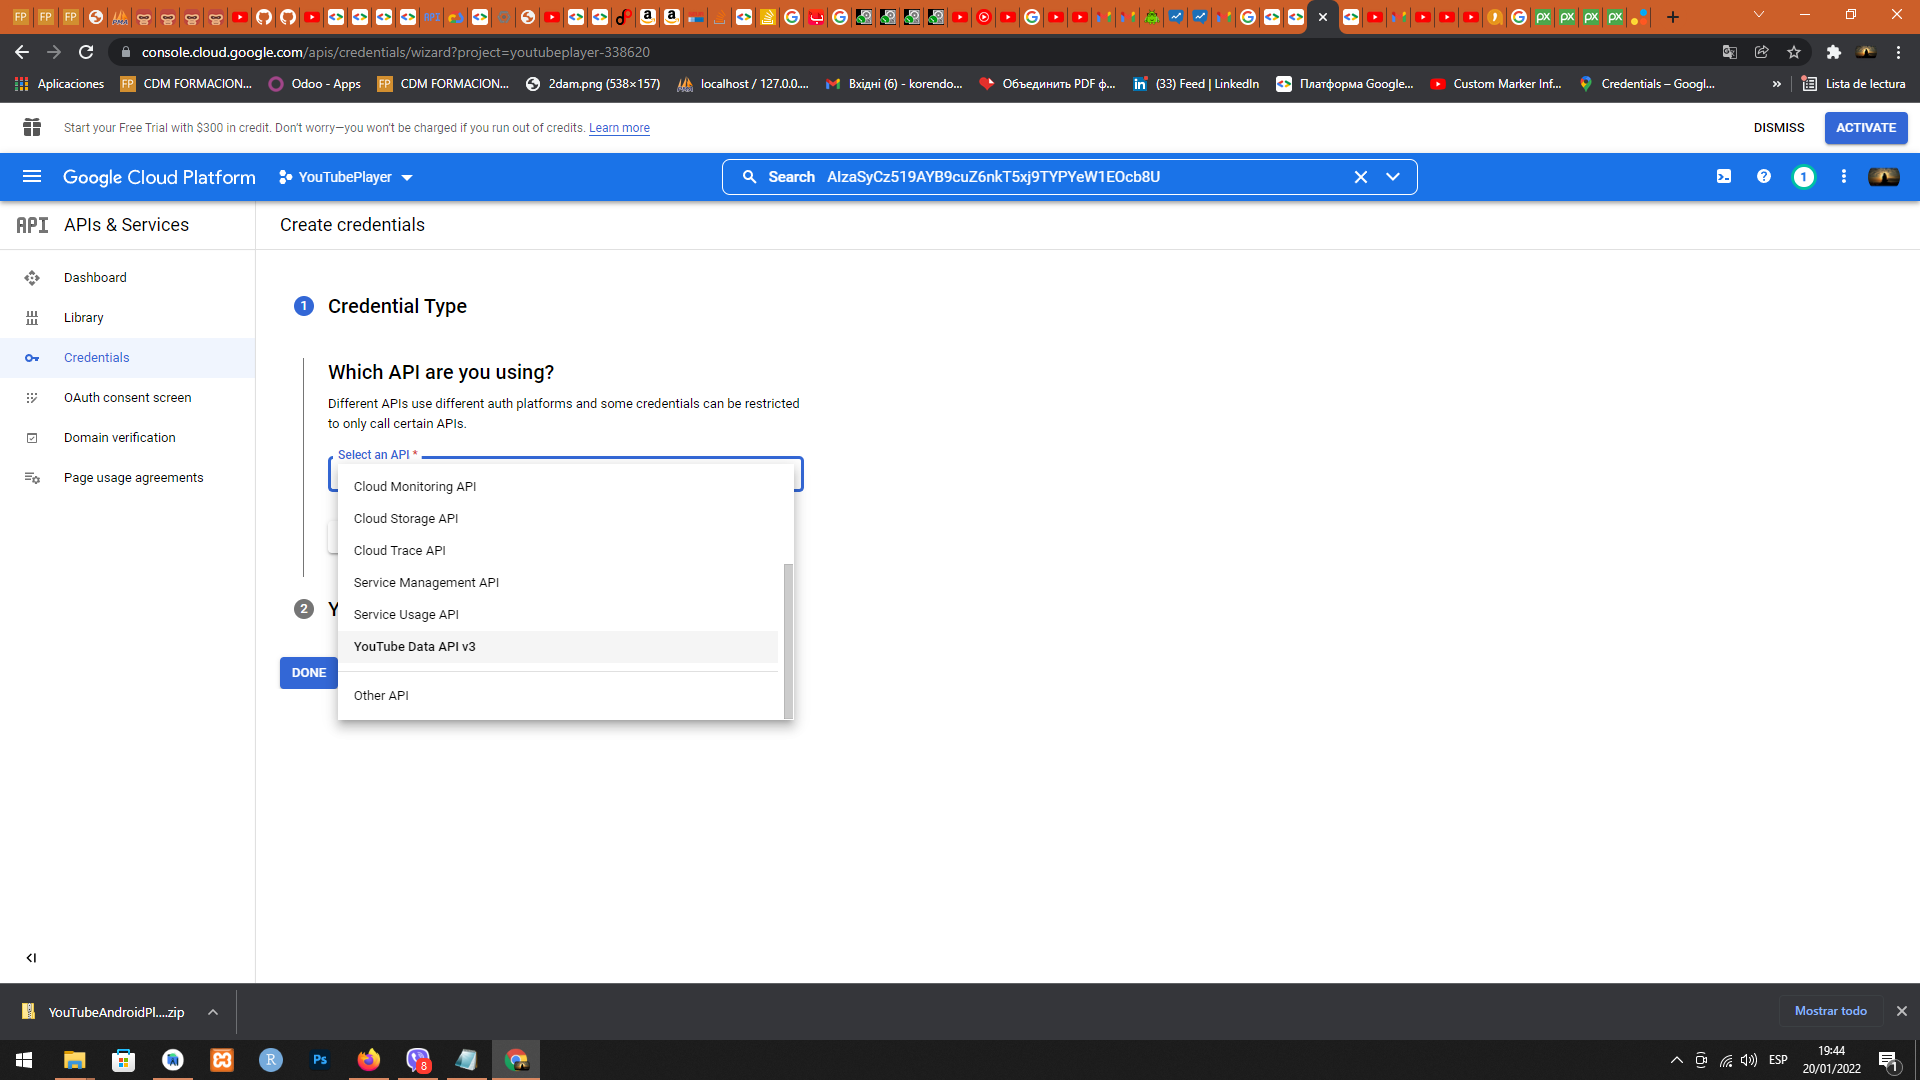 console.cloud.google.com/apis/credentials/wizard?project=youtubeplayer-338620
Aplicaciones
CDM FORMACION...
Odoo - Apps
CDM FORMACION...
2dam.png (538×157)
localhost / 127.0.0....
Вхідні (6) - korendo...
Объединить PDF ф...
(33) Feed | LinkedIn
Платформа Google...
Custom Marker Inf...
Credentials – Googl...
»
Lista de lectura
Start your Free Trial with $300 in credit. Don't worry—you won't be charged if you run out of credits. Learn more
DISMISS
ACTIVATE
Google Cloud Platform
YouTubePlayer
Search AIzaSyCz519AYB9cuZ6nkT5xj9TYPYeW1EOcb8U
1
API APIs & Services
Create credentials
Dashboard
Library
Credentials
OAuth consent screen
Domain verification
Page usage agreements
1 Credential Type
Which API are you using?
Different APIs use different auth platforms and some credentials can be restricted
to only call certain APIs.
Select an API *
Cloud Monitoring API
Cloud Storage API
Cloud Trace API
Service Management API
Service Usage API
YouTube Data API v3
Other API
2 Y
DONE
YouTubeAndroidPl....zip
Mostrar todo
8
ESP
19:44
20/01/2022
1